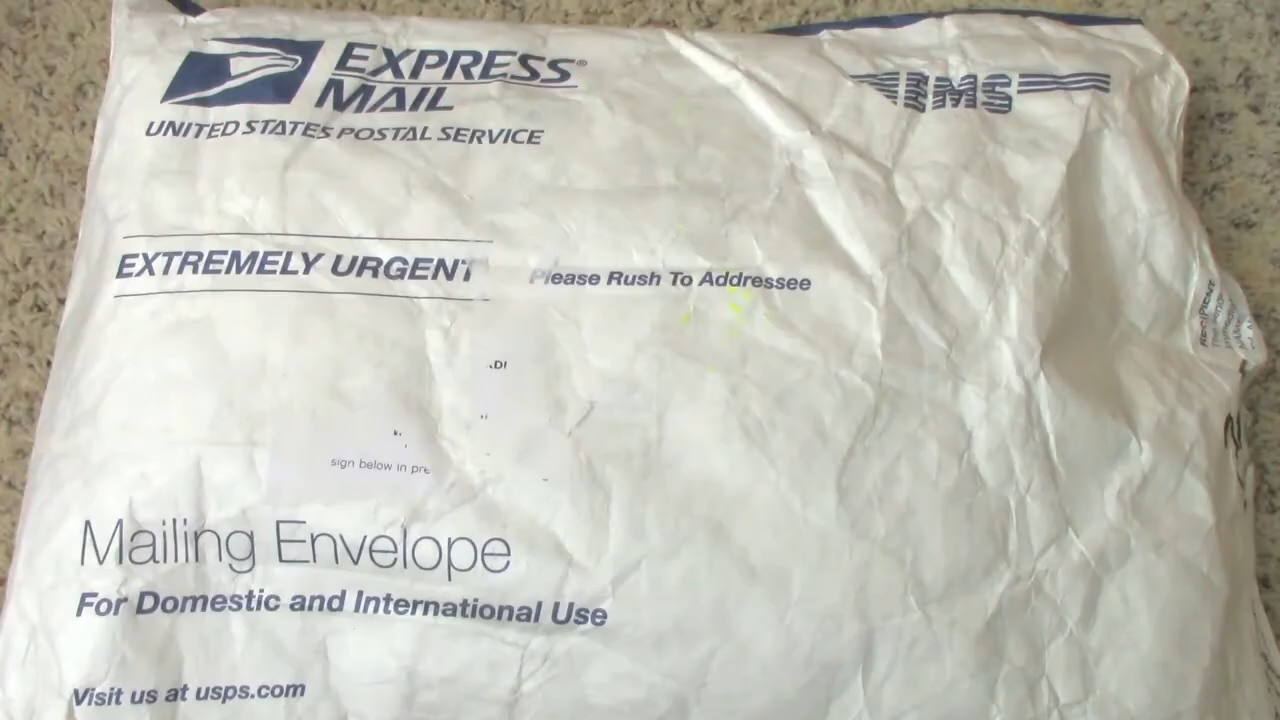 EXPRESS®
MAIL
UNITED STATES POSTAL SERVICE
EMS
EXTREMELY URGENT
Please Rush To Addressee
RECIPIENT
sign below in
Mailing Envelope
For Domestic and International Use
Visit us at usps.com